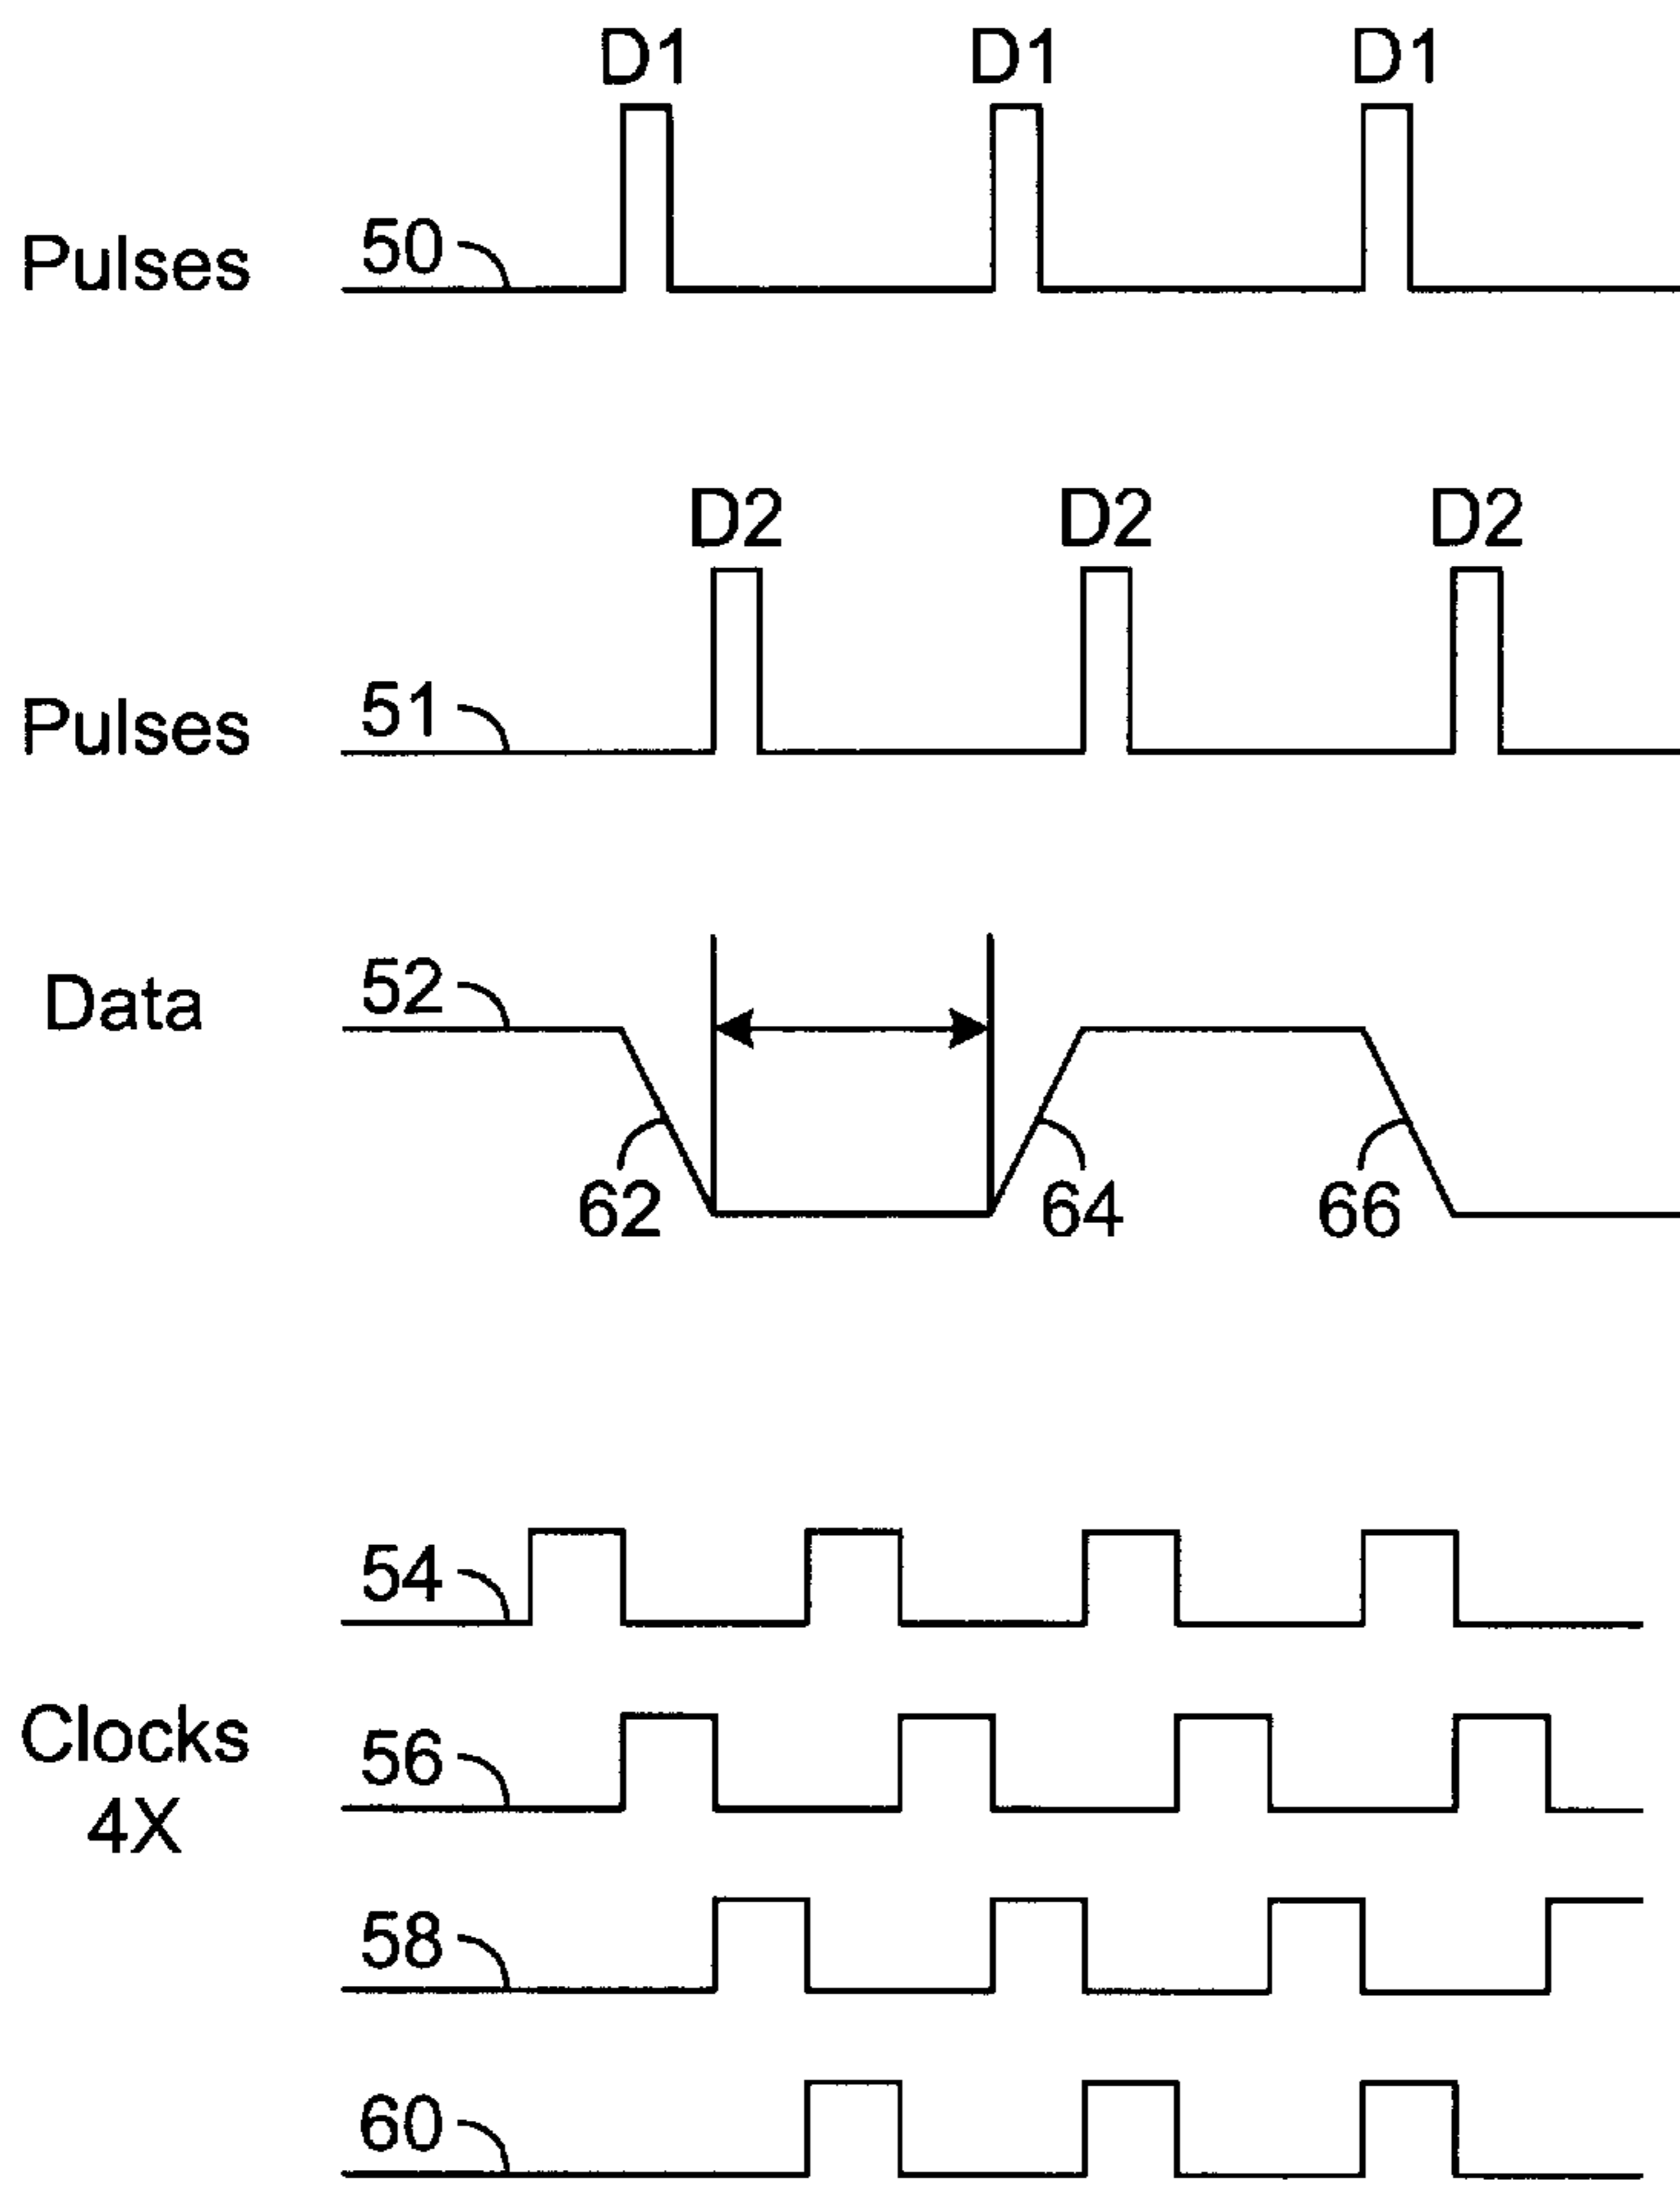 D1 D1 D1
Pulses 50
D2 D2 D2
Pulses 51
Data 52
62 64 66
54
Clocks
4X
56
58
60